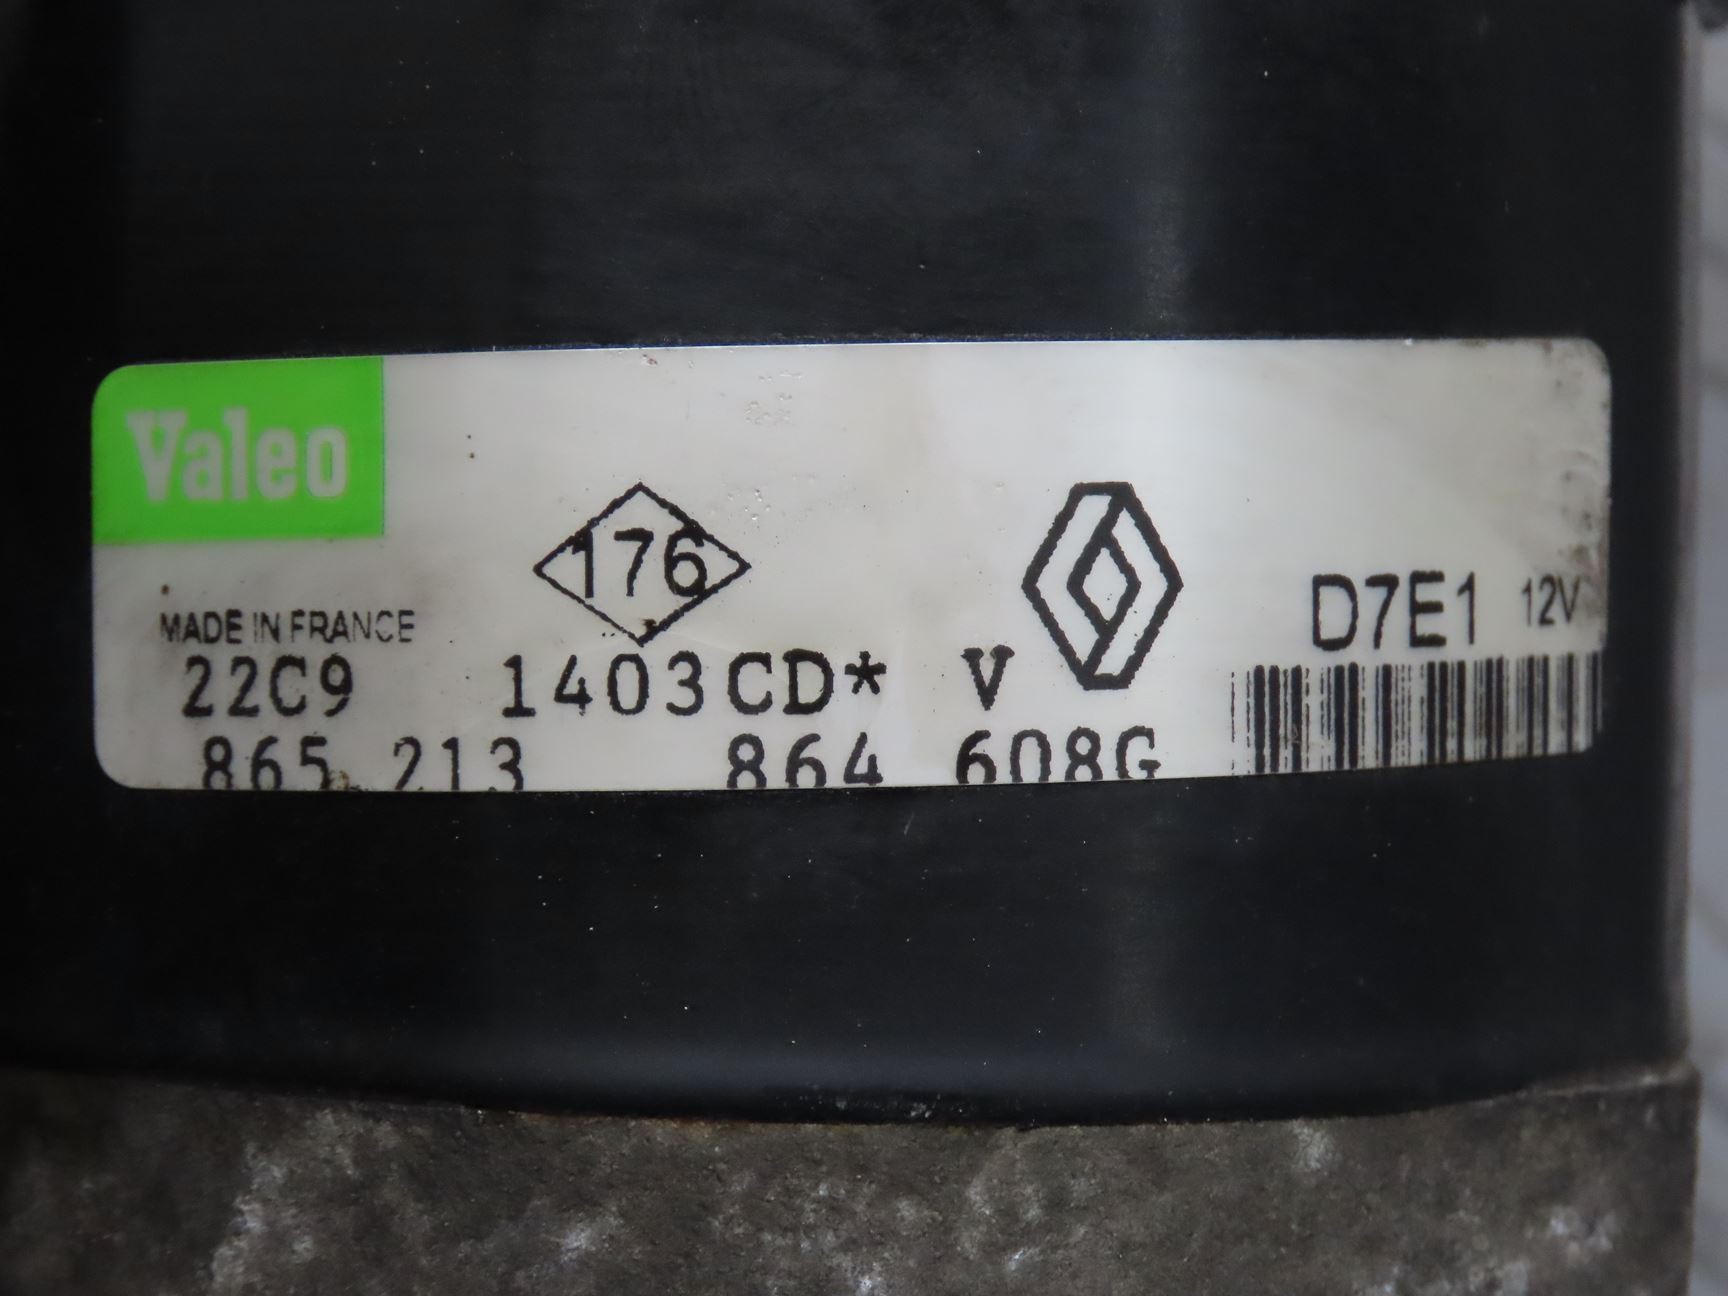 Valeo
176
D7E1 12V
MADE IN FRANCE
22C9 1403CD* V
865 213 864 608G